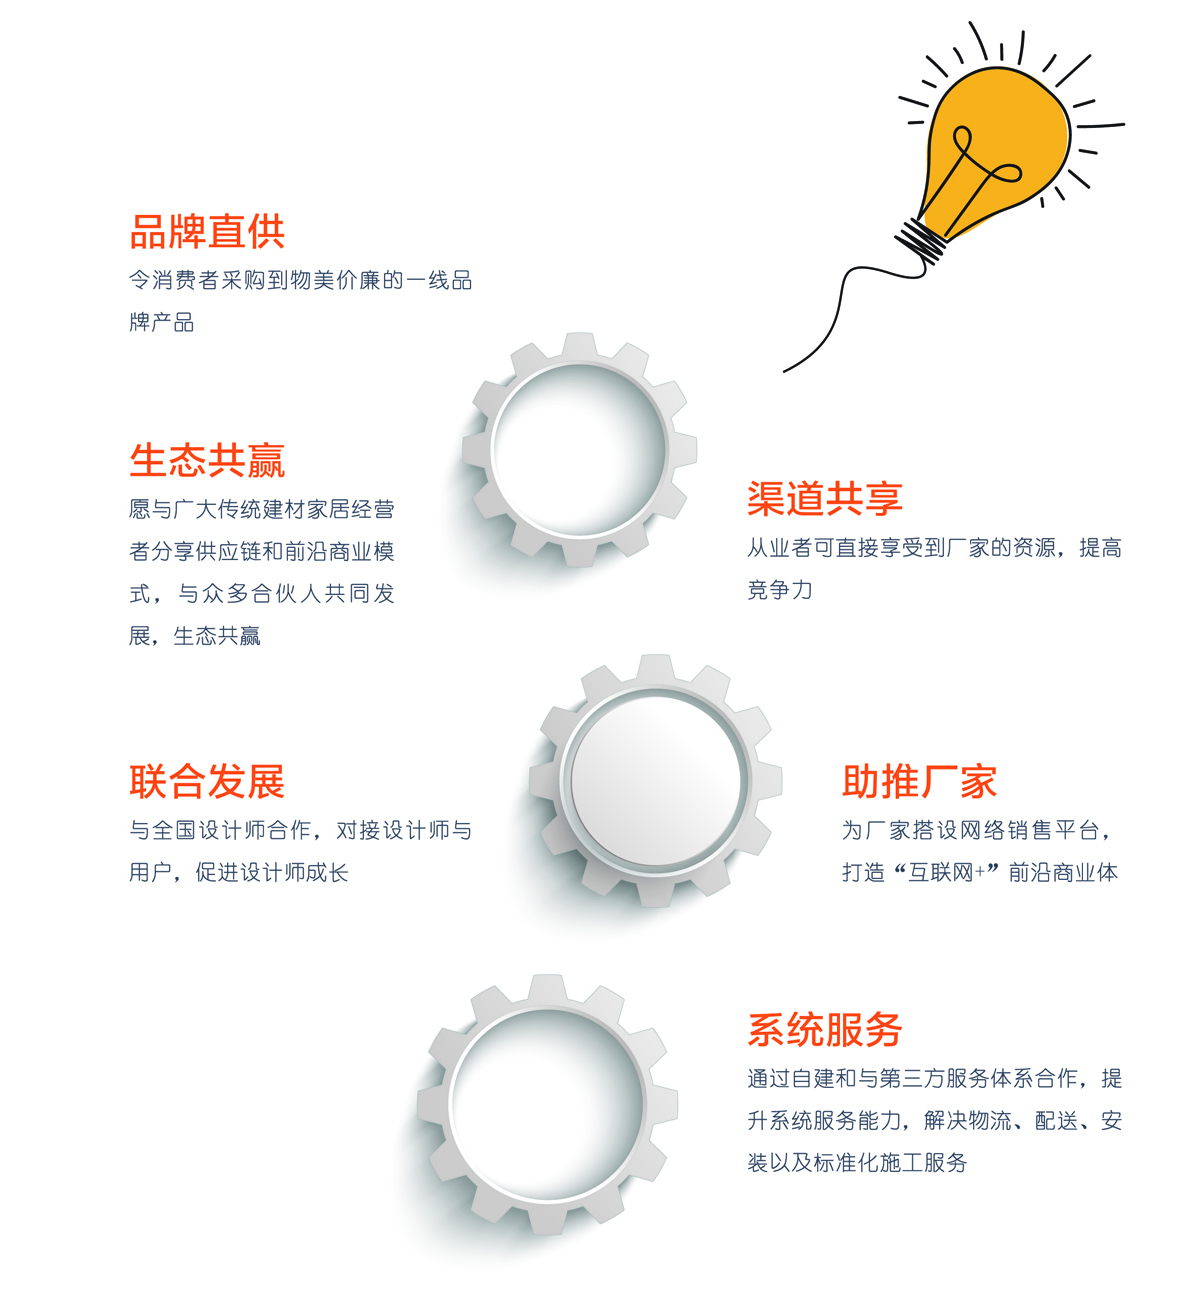 品牌直供
令消费者采购到物美价廉的一线品
牌产品
生态共赢
愿与广大传统建材家居经营
者分享供应链和前沿商业模
式，与众多合伙人共同发
展，生态共赢
渠道共享
从业者可直接享受到厂家的资源，提高
竞争力
联合发展
与全国设计师合作，对接设计师与
用户，促进设计师成长
助推厂家
为厂家搭设网络销售平台，
打造“互联网+”前沿商业体
系统服务
通过自建和与第三方服务体系合作，提
升系统服务能力，解决物流、配送、安
装以及标准化施工服务